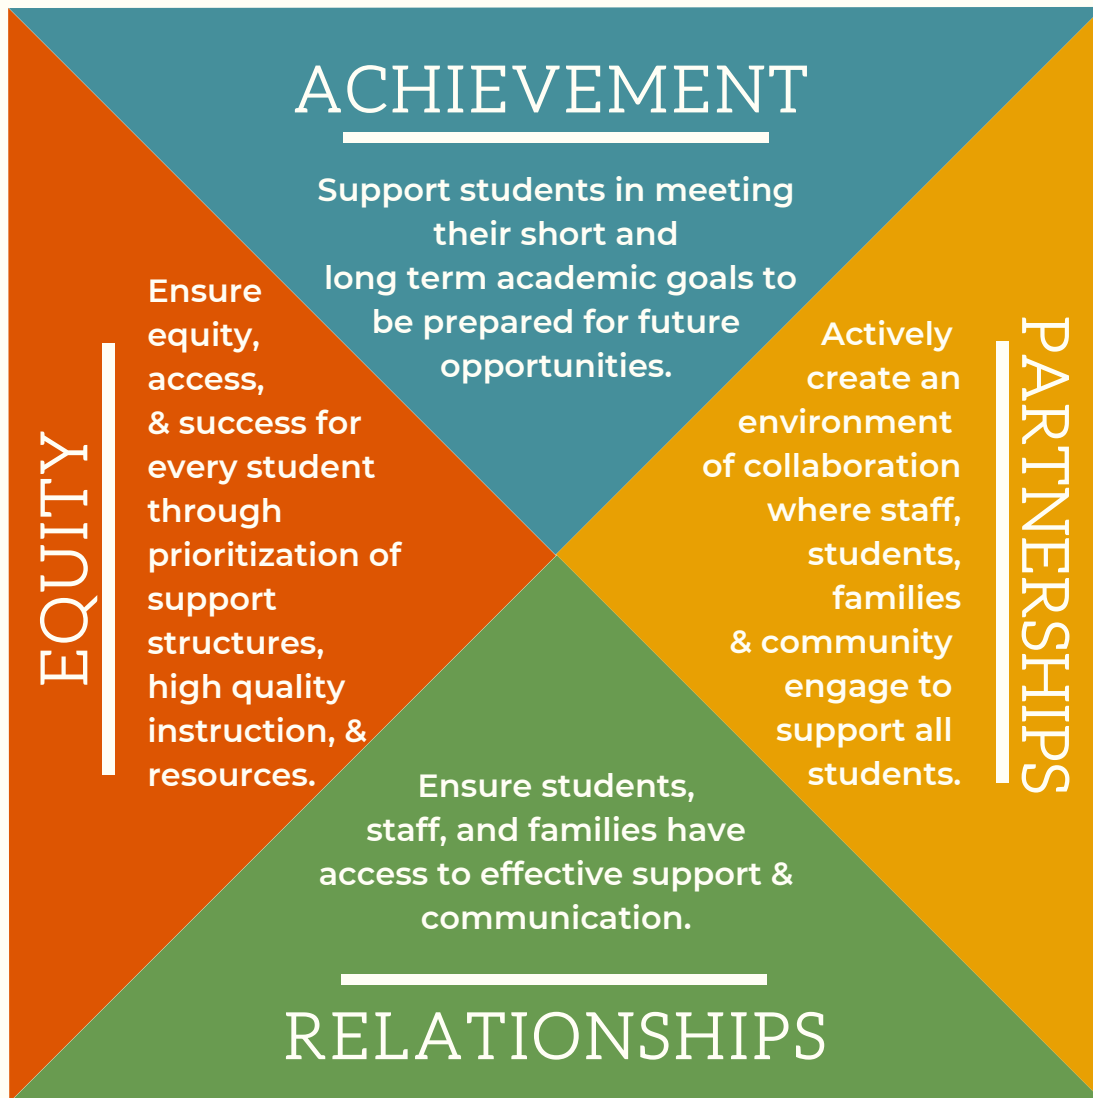 ACHIEVEMENT
Support students in meeting
their short and
long term academic goals to
be prepared for future
opportunities.
EQUITY
Ensure
equity,
access,
& success for
every student
through
prioritization of
support
structures,
high quality
instruction, &
resources.
PARTNERSHIPS
Actively
create an
environment
of collaboration
where staff,
students,
families
& community
engage to
support all
students.
Ensure students,
staff, and families have
access to effective support &
communication.
RELATIONSHIPS